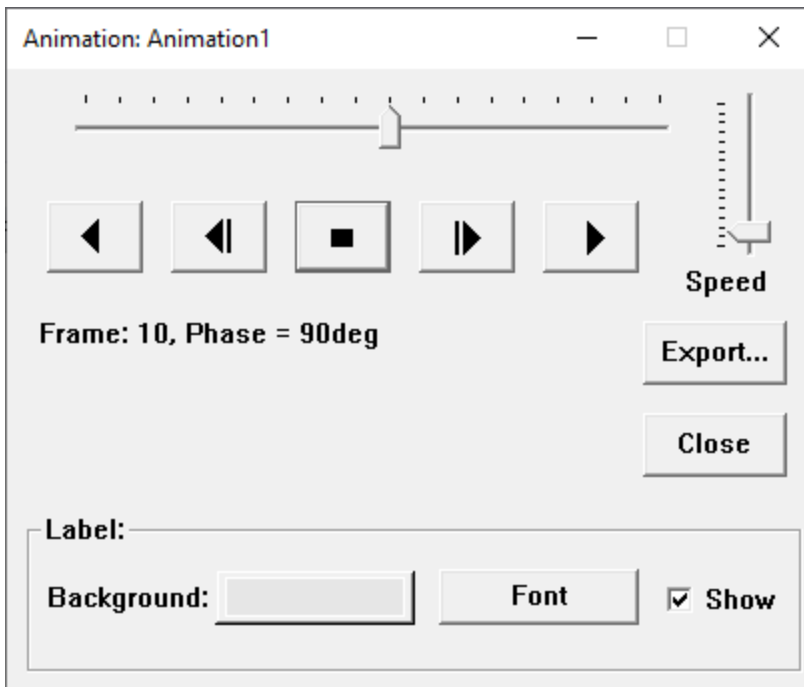 Animation: Animation1
Speed
Frame: 10, Phase = 90deg
Export...
Close
Label:
Background:
Font
Show